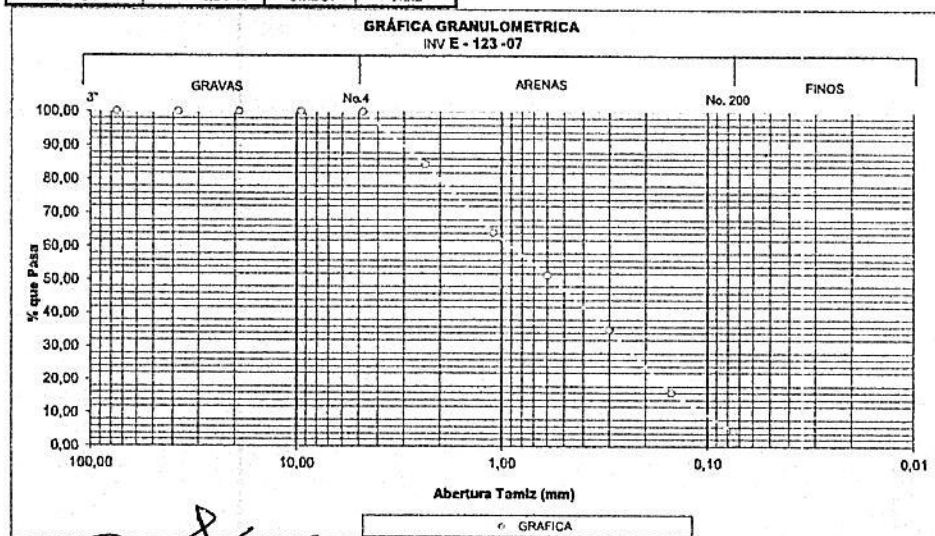 GRÁFICA GRANULOMETRICA
INV E - 123 -07
GRAVAS
ARENAS
FINOS
3"
No.4
No. 200
100,00
90,00
80,00
70,00
60,00
50,00
40,00
30,00
20,00
10,00
0,00
% que Pasa
100,00 10,00 1,00 0,10 0,01
Abertura Tamiz (mm)
GRAFICA